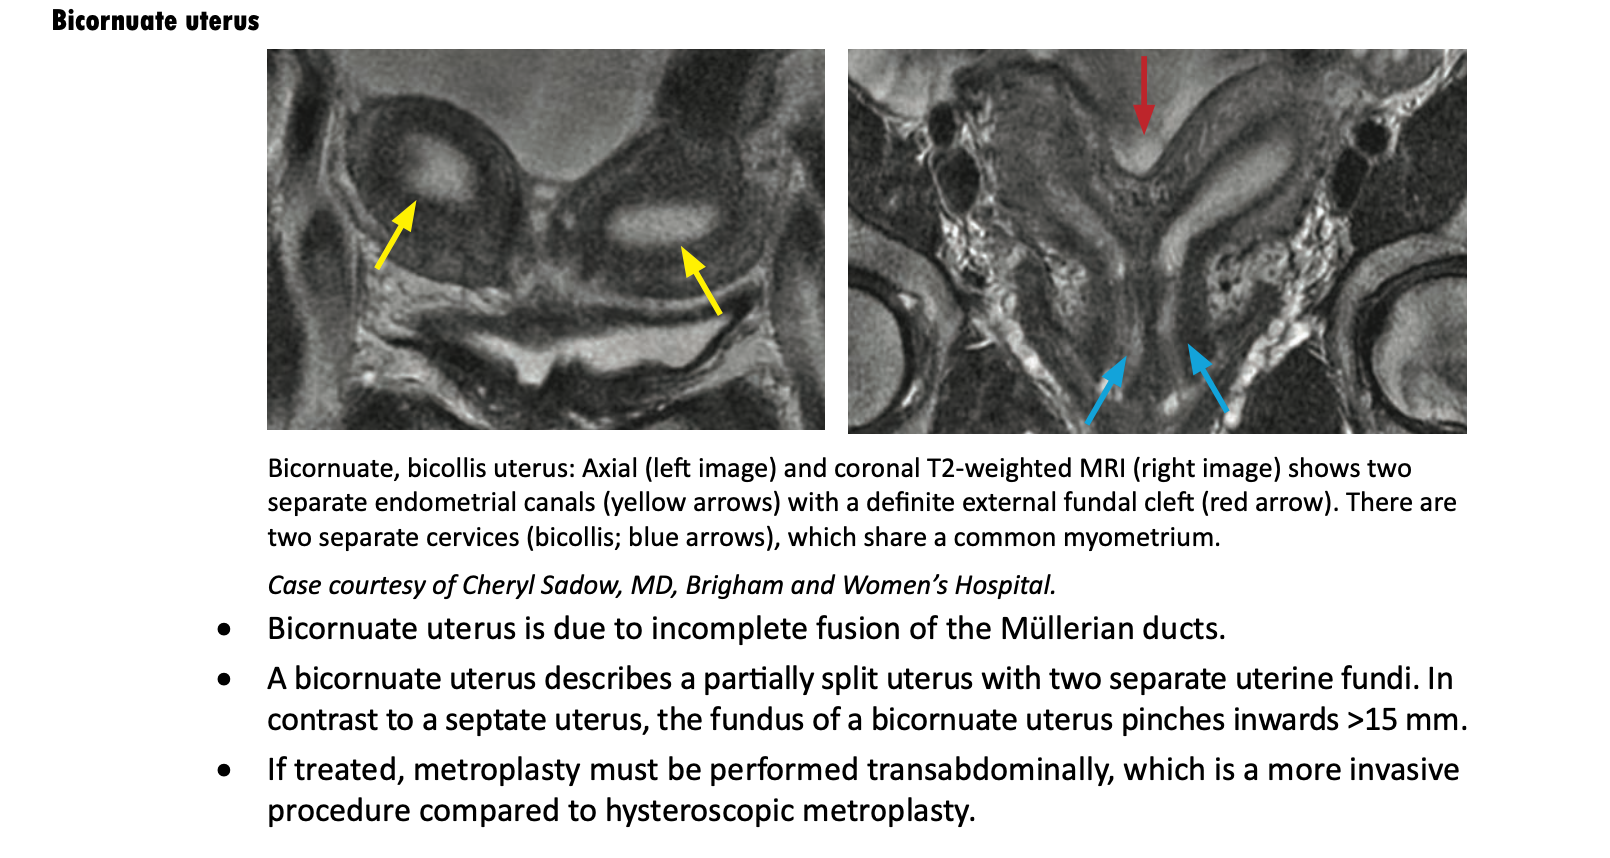 Bicornuate uterus
Bicornuate, bicollis uterus: Axial (left image) and coronal T2-weighted MRI (right image) shows two
separate endometrial canals (yellow arrows) with a definite external fundal cleft (red arrow). There are
two separate cervices (bicollis; blue arrows), which share a common myometrium.
Case courtesy of Cheryl Sadow, MD, Brigham and Women’s Hospital.
• Bicornuate uterus is due to incomplete fusion of the Müllerian ducts.
• A bicornuate uterus describes a partially split uterus with two separate uterine fundi. In
contrast to a septate uterus, the fundus of a bicornuate uterus pinches inwards >15 mm.
• If treated, metroplasty must be performed transabdominally, which is a more invasive
procedure compared to hysteroscopic metroplasty.